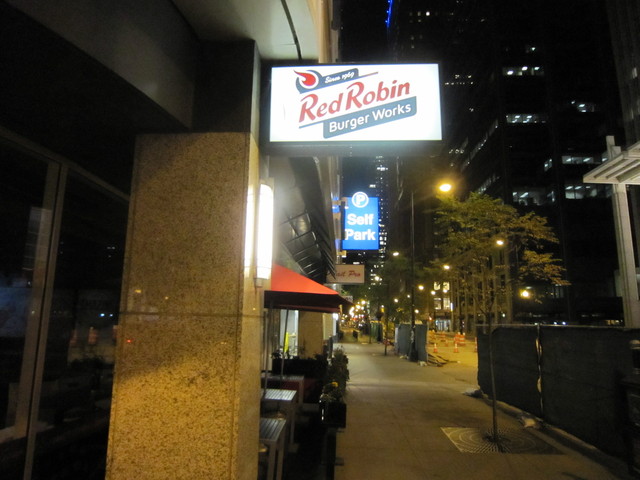 Since 1969
Red Robin
Burger Works
P
Self
Park